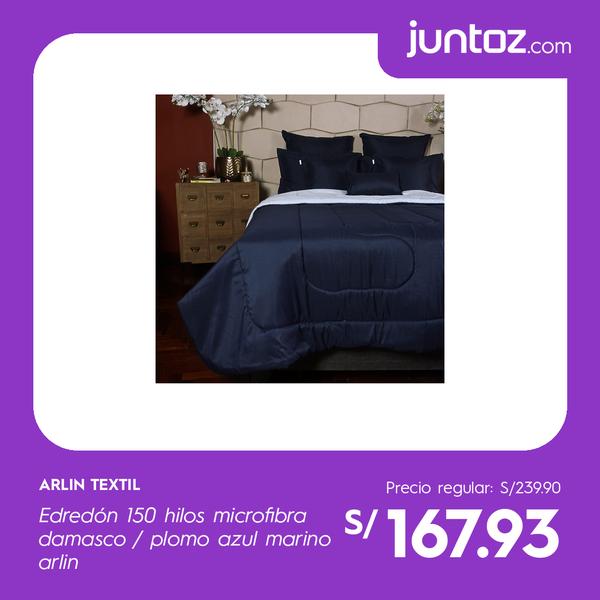 juntoz.com
ARLIN TEXTIL
Edredón 150 hilos microfibra
damasco / plomo azul marino
arlin
Precio regular: S/239.90
S/167.93